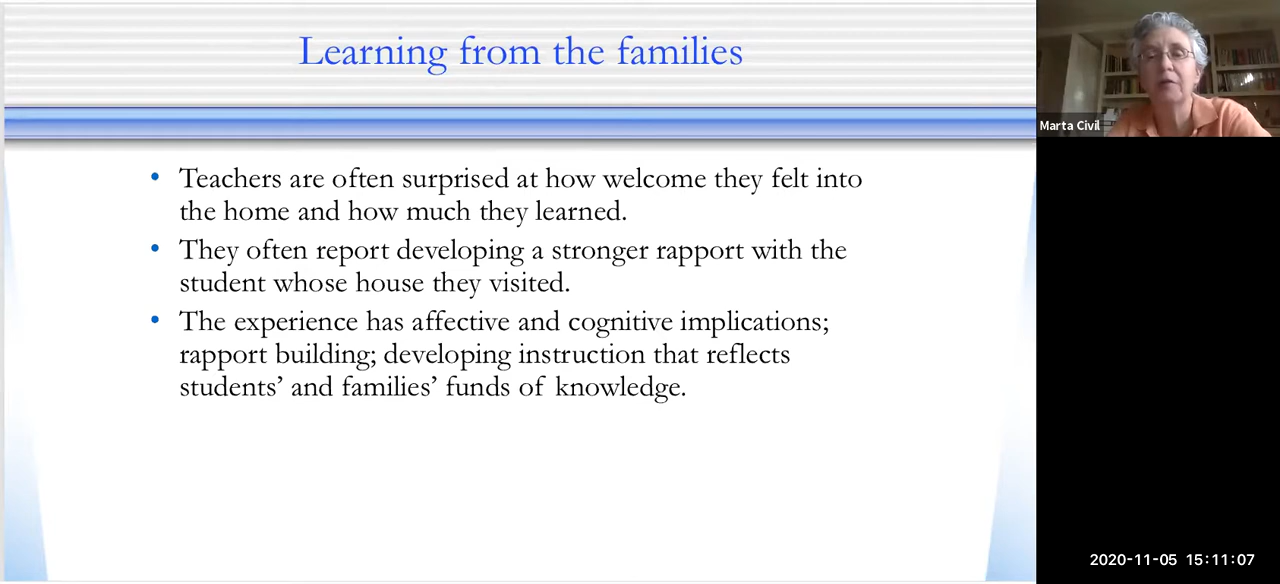 Learning from the families
• Teachers are often surprised at how welcome they felt into
the home and how much they learned.
• They often report developing a stronger rapport with the
student whose house they visited.
• The experience has affective and cognitive implications;
rapport building; developing instruction that reflects
students’ and families’ funds of knowledge.
Marta Civil
2020-11-05 15:11:07